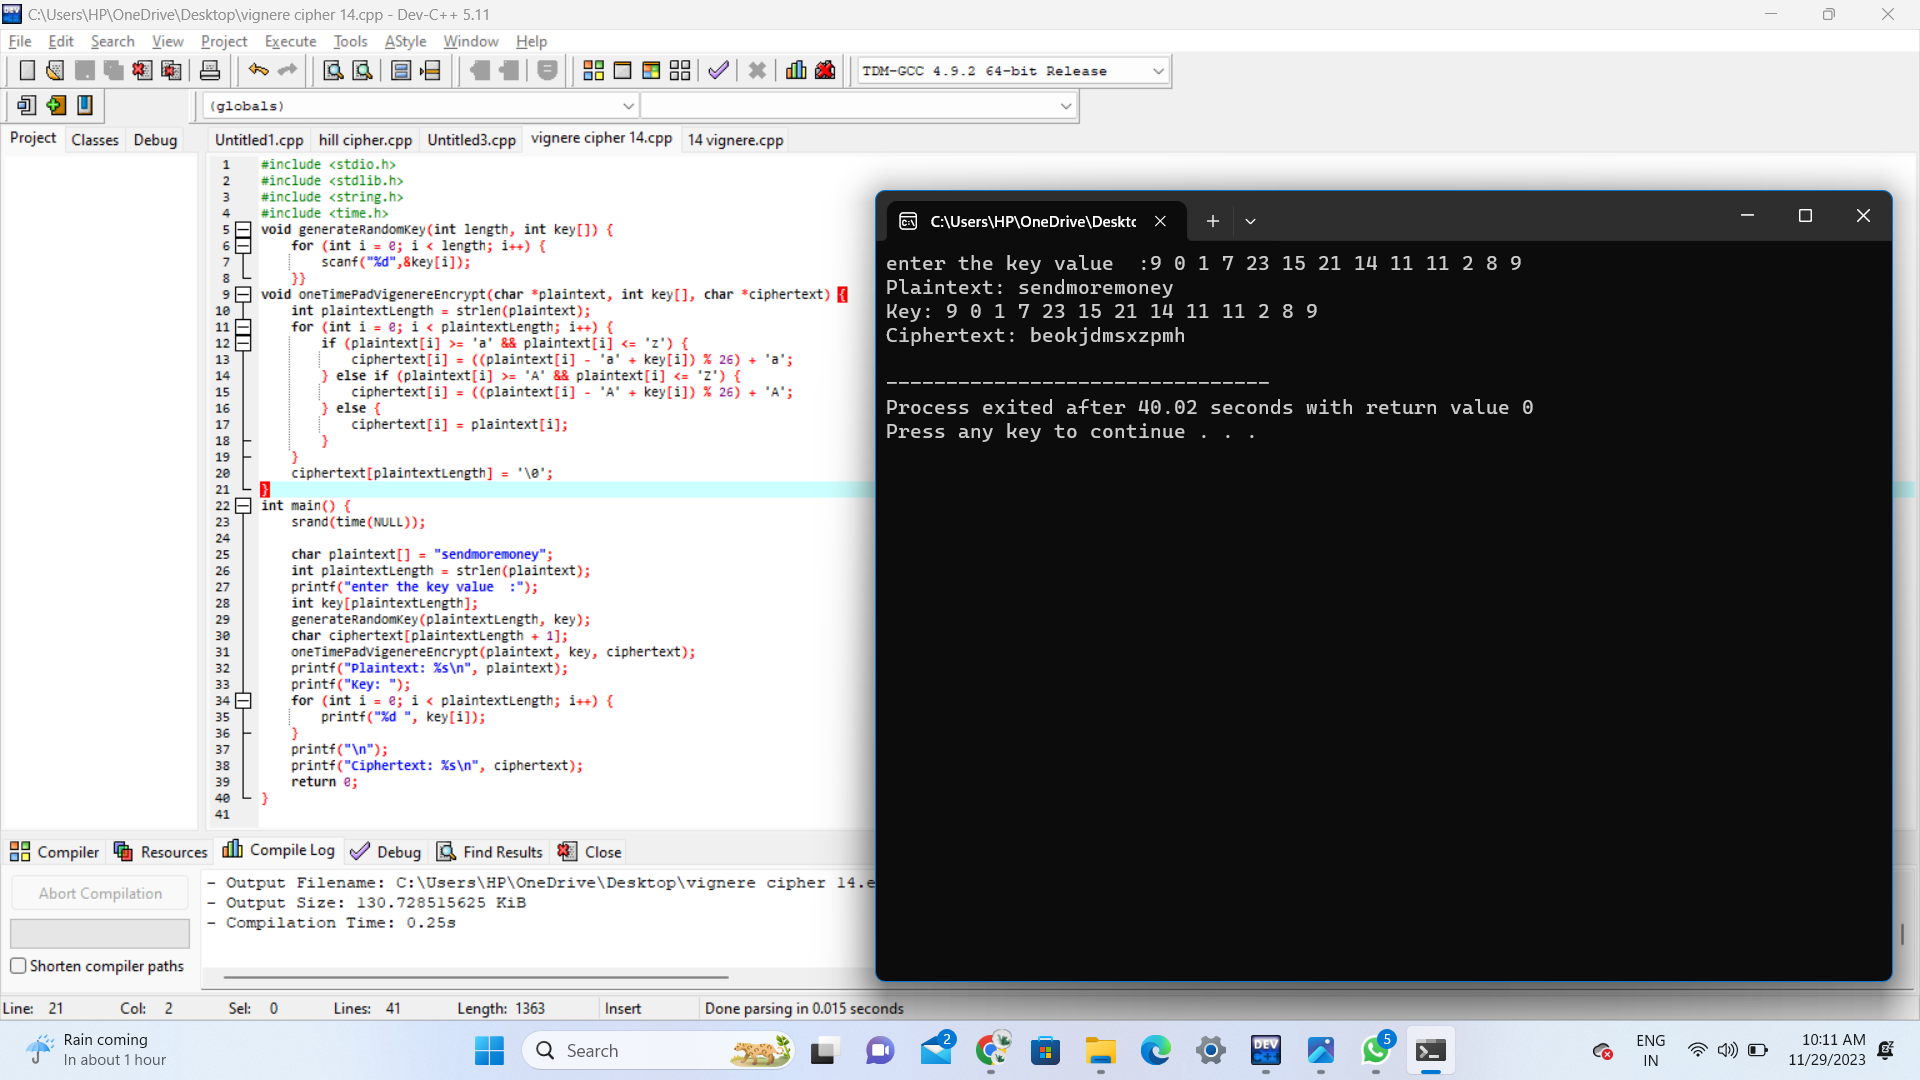 C:\Users\HP\OneDrive\Desktop\vignere cipher 14.cpp - Dev-C++ 5.11
File Edit Search View Project Execute Tools AStyle Window Help
TDM-GCC 4.9.2 64-bit Release
(globals)
Project Classes Debug
Untitled1.cpp hill cipher.cpp Untitled3.cpp vignere cipher 14.cpp 14 vignere.cpp
1 #include <stdio.h>
2 #include <stdlib.h>
3 #include <string.h>
4 #include <time.h>
5 void generateRandomKey(int length, int key[]) {
6 for (int i = 0; i < length; i++) {
7 scanf("%d",&key[i]);
8 }}
9 void oneTimePadVigenereEncrypt(char *plaintext, int key[], char *ciphertext) {
10 int plaintextLength = strlen(plaintext);
11 for (int i = 0; i < plaintextLength; i++) {
12 if (plaintext[i] >= 'a' && plaintext[i] <= 'z') {
13 ciphertext[i] = ((plaintext[i] - 'a' + key[i]) % 26) + 'a';
14 } else if (plaintext[i] >= 'A' && plaintext[i] <= 'Z') {
15 ciphertext[i] = ((plaintext[i] - 'A' + key[i]) % 26) + 'A';
16 } else {
17 ciphertext[i] = plaintext[i];
18 }
19 }
20 ciphertext[plaintextLength] = '\0';
21 }
22 int main() {
23 srand(time(NULL));
24
25 char plaintext[] = "sendmoremoney";
26 int plaintextLength = strlen(plaintext);
27 printf("enter the key value  :");
28 int key[plaintextLength];
29 generateRandomKey(plaintextLength, key);
30 char ciphertext[plaintextLength + 1];
31 oneTimePadVigenereEncrypt(plaintext, key, ciphertext);
32 printf("Plaintext: %s\n", plaintext);
33 printf("Key: ");
34 for (int i = 0; i < plaintextLength; i++) {
35 printf("%d ", key[i]);
36 }
37 printf("\n");
38 printf("Ciphertext: %s\n", ciphertext);
39 return 0;
40 }
41
C:\Users\HP\OneDrive\Deskto
enter the key value  :9 0 1 7 23 15 21 14 11 11 2 8 9
Plaintext: sendmoremoney
Key: 9 0 1 7 23 15 21 14 11 11 2 8 9
Ciphertext: beokjdmsxzpmh
--------------------------------
Process exited after 40.02 seconds with return value 0
Press any key to continue . . .
Compiler Resources Compile Log Debug Find Results Close
Abort Compilation
Shorten compiler paths
- Output Filename: C:\Users\HP\OneDrive\Desktop\vignere cipher 14.e
- Output Size: 130.728515625 KiB
- Compilation Time: 0.25s
Line: 21 Col: 2 Sel: 0 Lines: 41 Length: 1363 Insert Done parsing in 0.015 seconds
Rain coming
In about 1 hour
Search
DEV
C++
2
5
ENG
IN
10:11 AM
11/29/2023